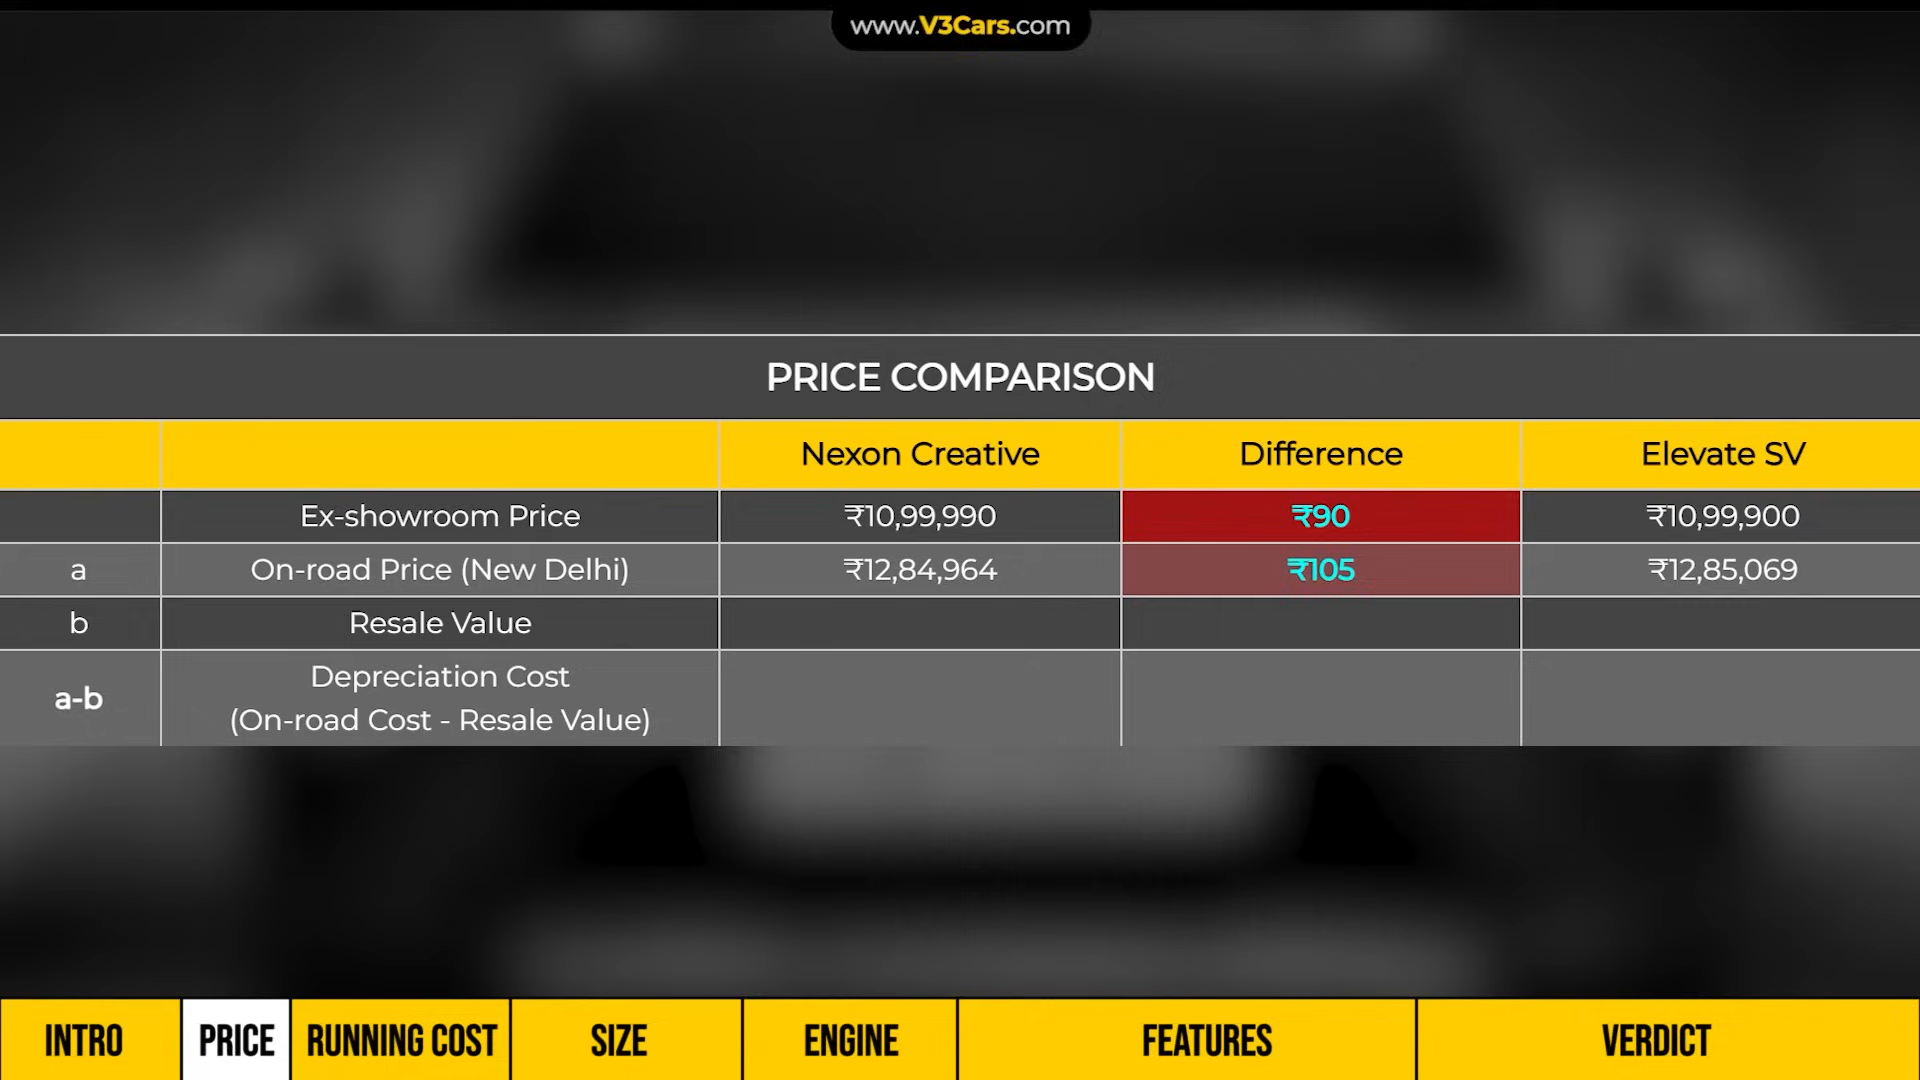 www.V3Cars.com
PRICE COMPARISON
Nexon Creative Difference Elevate SV
Ex-showroom Price ₹10,99,990 ₹90 ₹10,99,900
a On-road Price (New Delhi) ₹12,84,964 ₹105 ₹12,85,069
b Resale Value
a-b Depreciation Cost
(On-road Cost - Resale Value)
INTRO PRICE RUNNING COST SIZE ENGINE FEATURES VERDICT